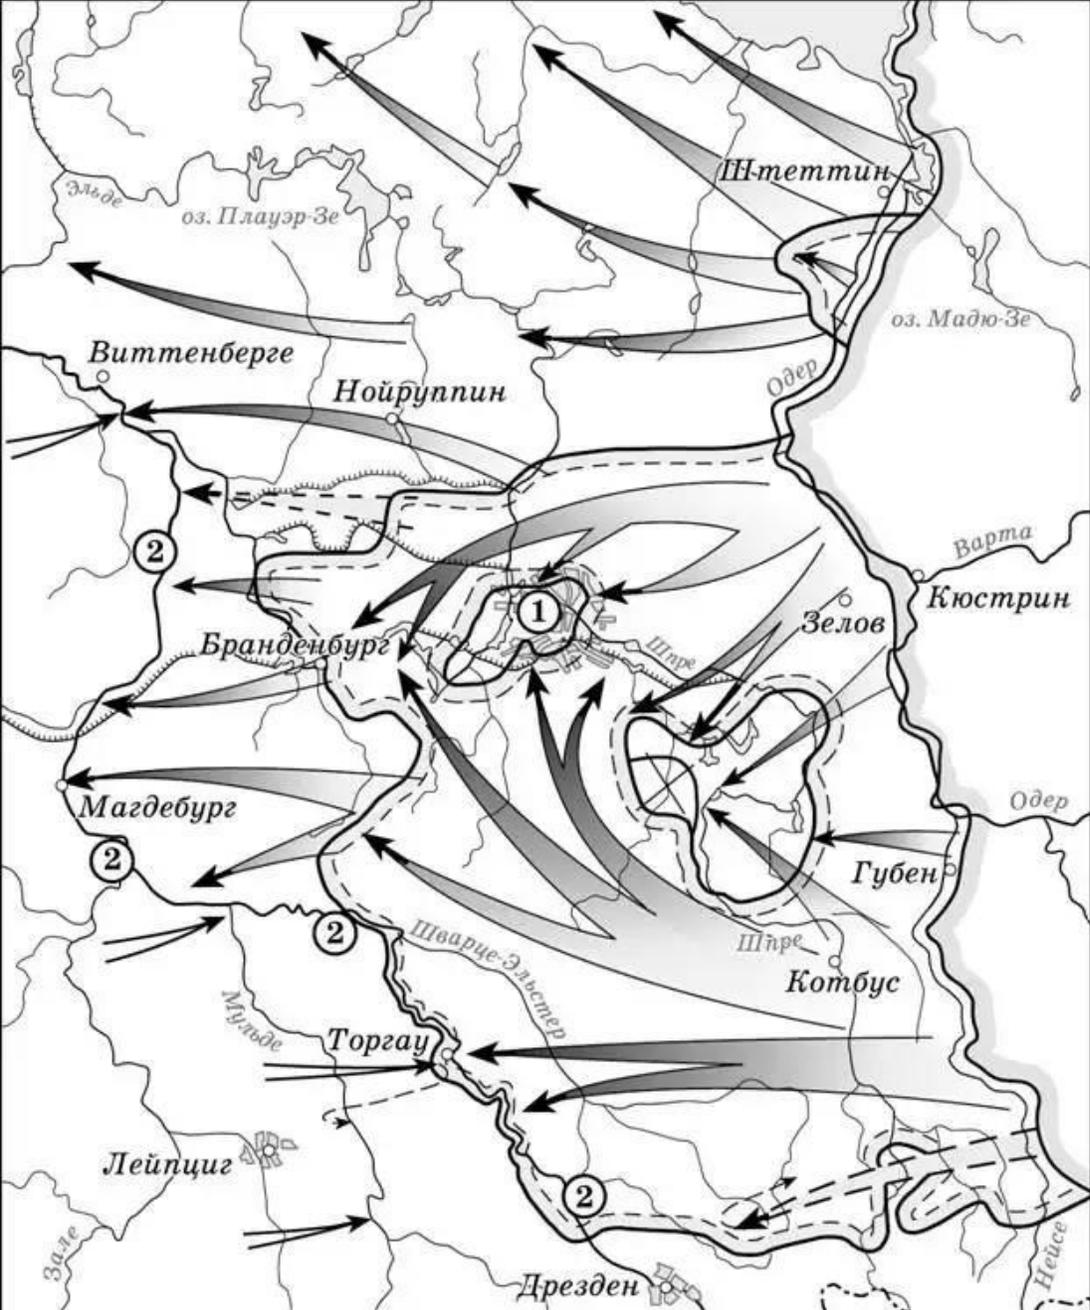 Штеттин
Эльде
оз. Плауэр-Зе
оз. Мадю-Зе
Виттенберге
Одер
Нойруппин
Варта
2
Кюстрин
1
Зелов
Бранденбург
Шпре
Магдебург
Одер
2
Губен
2
Шварце-Эльстер
Шпре
Котбус
Мульде
Торгау
Лейпциг
2
Зале
Нейсе
Дрезден